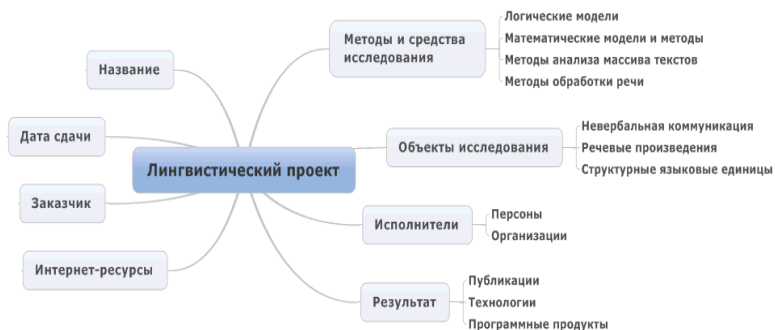 Название
Дата сдачи
Заказчик
Интернет-ресурсы
Лингвистический проект
Методы и средства
исследования
Логические модели
Математические модели и методы
Методы анализа массива текстов
Методы обработки речи
Объекты исследования
Невербальная коммуникация
Речевые произведения
Структурные языковые единицы
Исполнители
Персоны
Организации
Результат
Публикации
Технологии
Программные продукты